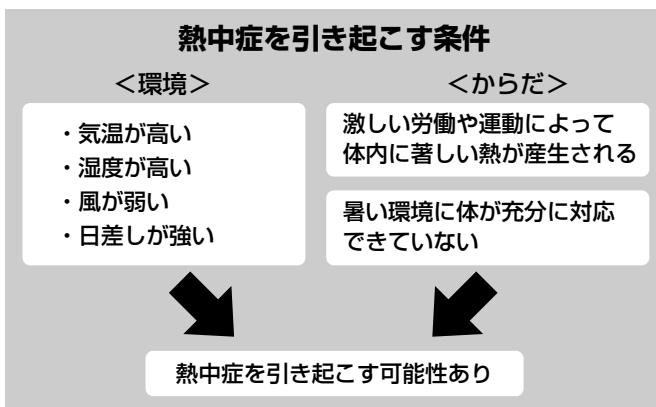 熱中症を引き起こす条件
＜環境＞
・気温が高い
・湿度が高い
・風が弱い
・日差しが強い
＜からだ＞
激しい労働や運動によって
体内に著しい熱が産生される
暑い環境に体が充分に対応
できていない
熱中症を引き起こす可能性あり